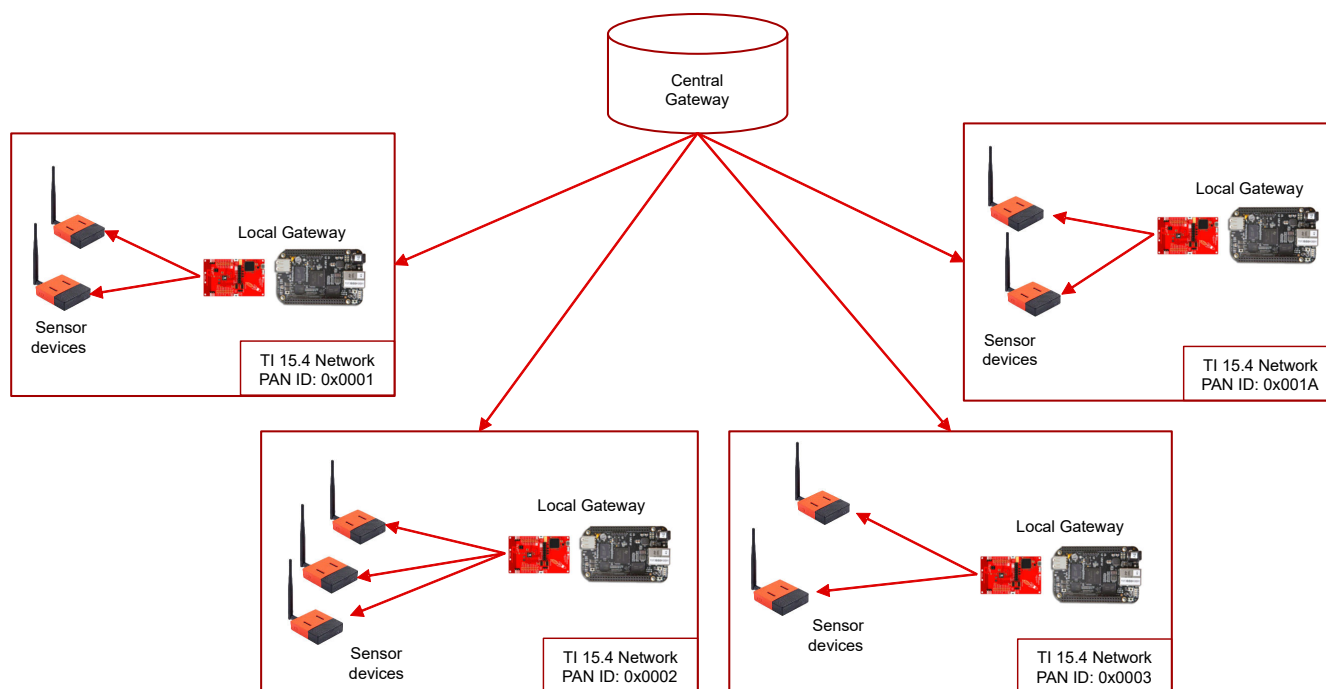 Central
Gateway
Local Gateway
Sensor
devices
TI 15.4 Network
PAN ID: 0x0001
Local Gateway
Sensor
devices
TI 15.4 Network
PAN ID: 0x001A
Local Gateway
Sensor
devices
TI 15.4 Network
PAN ID: 0x0002
Local Gateway
Sensor
devices
TI 15.4 Network
PAN ID: 0x0003